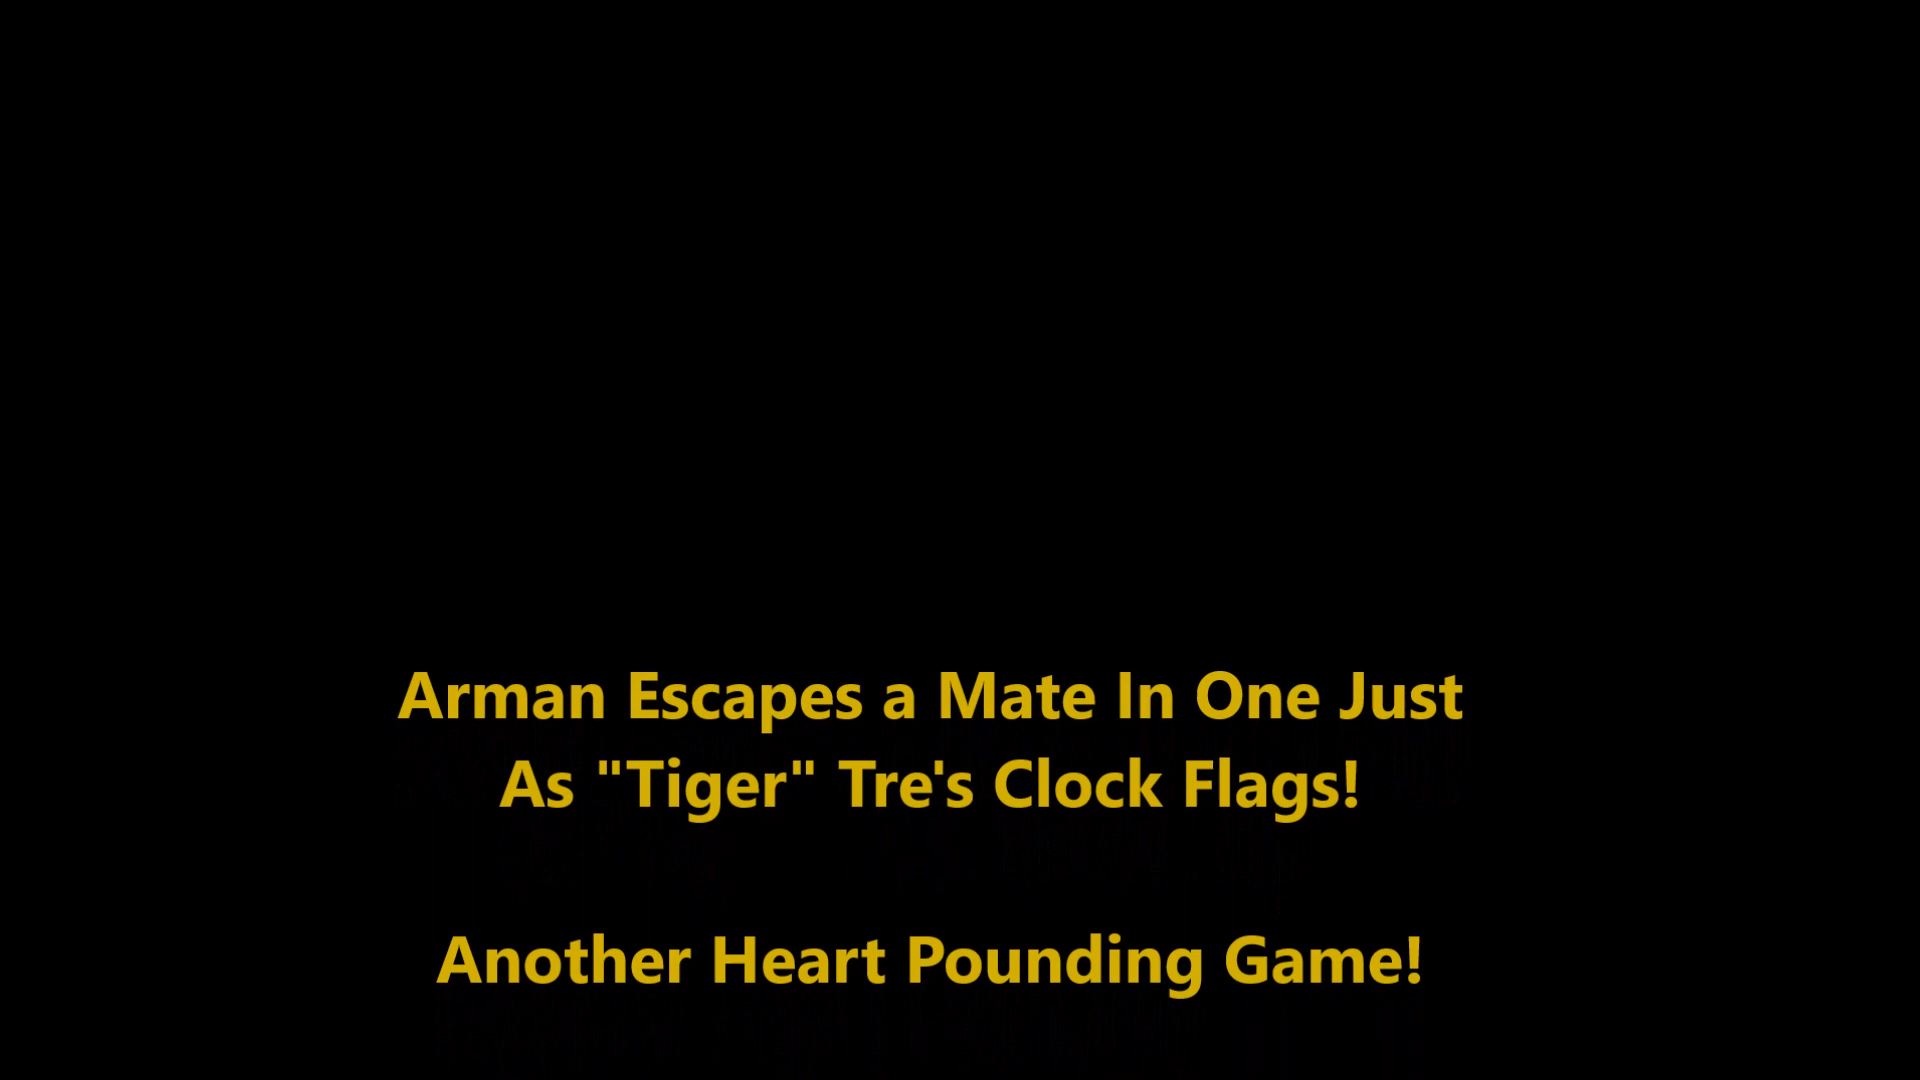 Arman Escapes a Mate In One Just
As "Tiger" Tre's Clock Flags!
Another Heart Pounding Game!